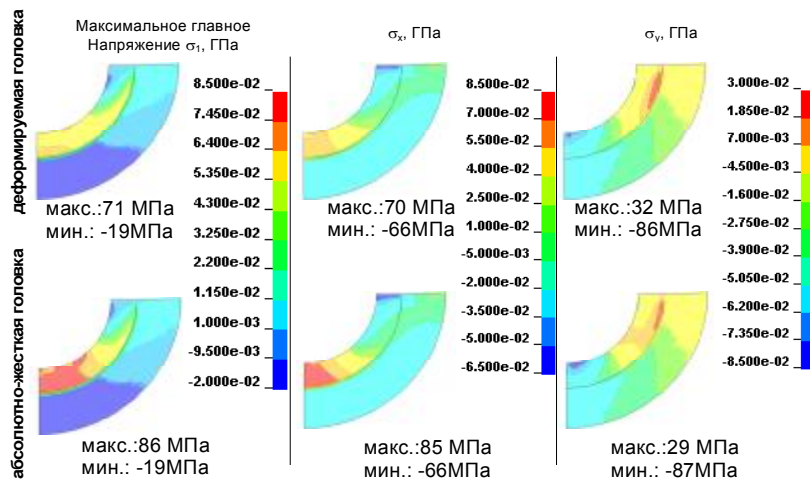 Максимальное главное
Напряжение σ₁, ГПа
σₓ, ГПа
σᵧ, ГПа
деформируемая головка
8.500e-02
7.450e-02
6.400e-02
5.350e-02
4.300e-02
3.250e-02
2.200e-02
1.150e-02
1.000e-03
-9.500e-03
-2.000e-02
8.500e-02
7.000e-02
5.500e-02
4.000e-02
2.500e-02
1.000e-02
-5.000e-03
-2.000e-02
-3.500e-02
-5.000e-02
-6.500e-02
3.000e-02
1.850e-02
7.000e-03
-4.500e-03
-1.600e-02
-2.750e-02
-3.900e-02
-5.050e-02
-6.200e-02
-7.350e-02
-8.500e-02
макс.:71 МПа
мин.: -19МПа
макс.:70 МПа
мин.: -66МПа
макс.:32 МПа
мин.: -86МПа
абсолютно-жесткая головка
макс.:86 МПа
мин.: -19МПа
макс.:85 МПа
мин.: -66МПа
макс.:29 МПа
мин.: -87МПа